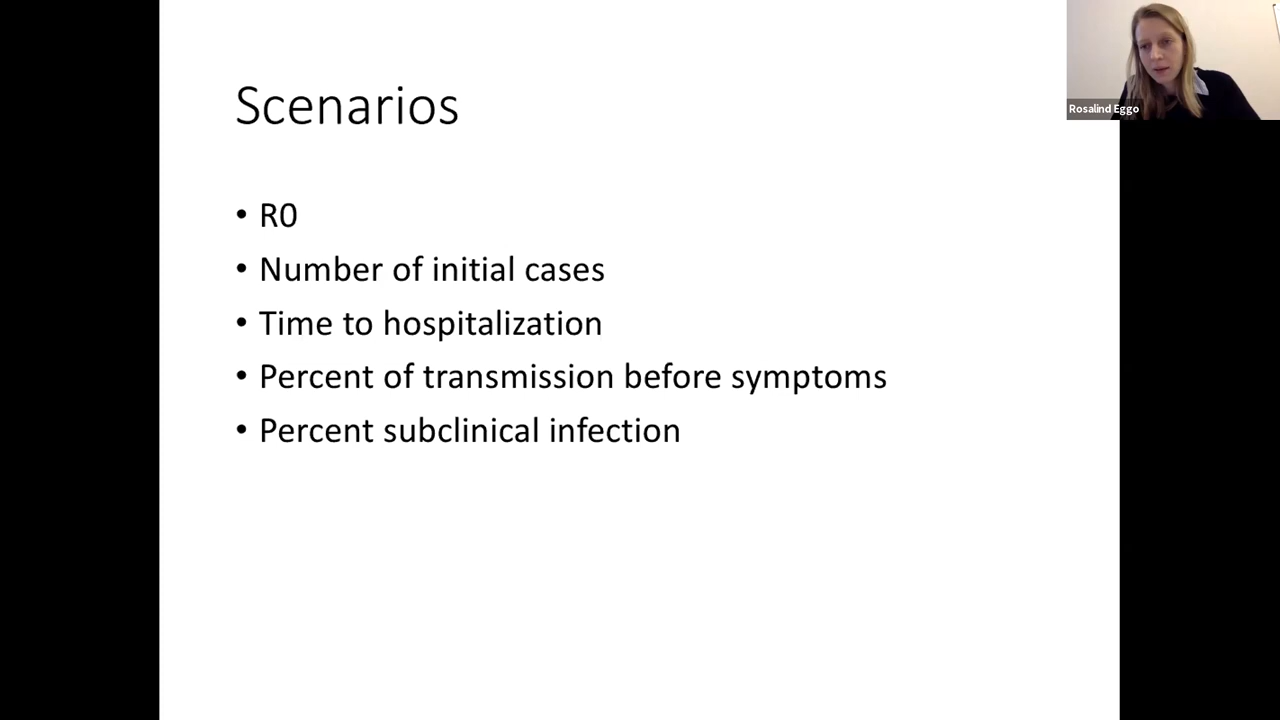 Scenarios
• R0
• Number of initial cases
• Time to hospitalization
• Percent of transmission before symptoms
• Percent subclinical infection
Rosalind Eggo